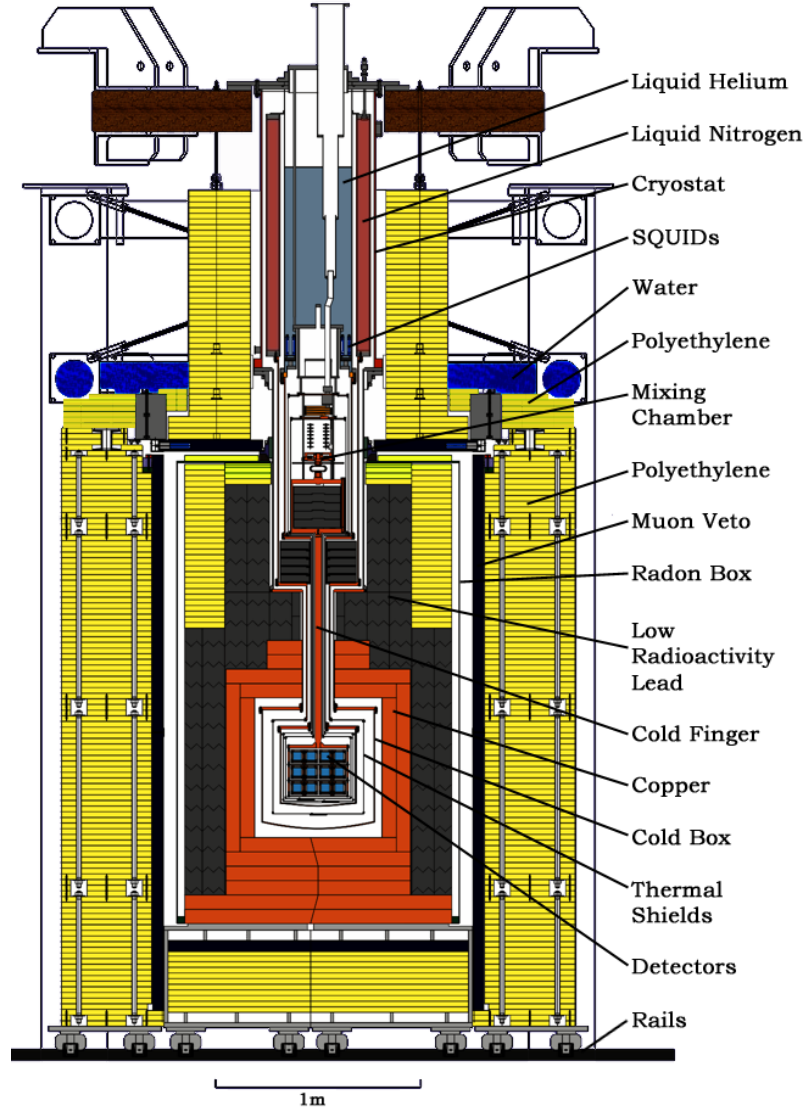 Liquid Helium
Liquid Nitrogen
Cryostat
SQUIDs
Water
Polyethylene
Mixing
Chamber
Polyethylene
Muon Veto
Radon Box
Low
Radioactivity
Lead
Cold Finger
Copper
Cold Box
Thermal
Shields
Detectors
Rails
1m